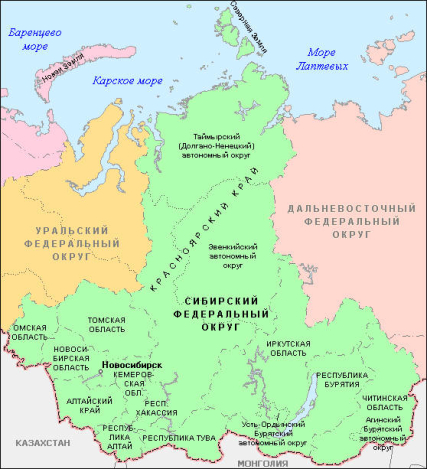 Северная Земля
Баренцево
море
Море
Лаптевых
Новая Земля
Карское море
Таймырский
(Долгано-Ненецкий)
автономный округ
КРАСНОЯРСКИЙ КРАЙ
ДАЛЬНЕВОСТОЧНЫЙ
ФЕДЕРАЛЬНЫЙ
ОКРУГ
УРАЛЬСКИЙ
ФЕДЕРАЛЬНЫЙ
ОКРУГ
Эвенкийский
автономный
округ
СИБИРСКИЙ
ФЕДЕРАЛЬНЫЙ
ОКРУГ
ОМСКАЯ
ОБЛАСТЬ
ТОМСКАЯ
ОБЛАСТЬ
НОВОСИ-
БИРСКАЯ
ОБЛАСТЬ
Новосибирск
КЕМЕРОВ-
СКАЯ
ОБЛ.
ИРКУТСКАЯ
ОБЛАСТЬ
РЕСПУБЛИКА
БУРЯТИЯ
АЛТАЙСКИЙ
КРАЙ
РЕСП.
ХАКАССИЯ
ЧИТИНСКАЯ
ОБЛАСТЬ
РЕСПУБ-
ЛИКА
АЛТАЙ
РЕСПУБЛИКА ТУВА
Усть-Ордынский
Бурятский
автономный округ
Агинский
Бурятский
автономный
округ
КАЗАХСТАН
МОНГОЛИЯ